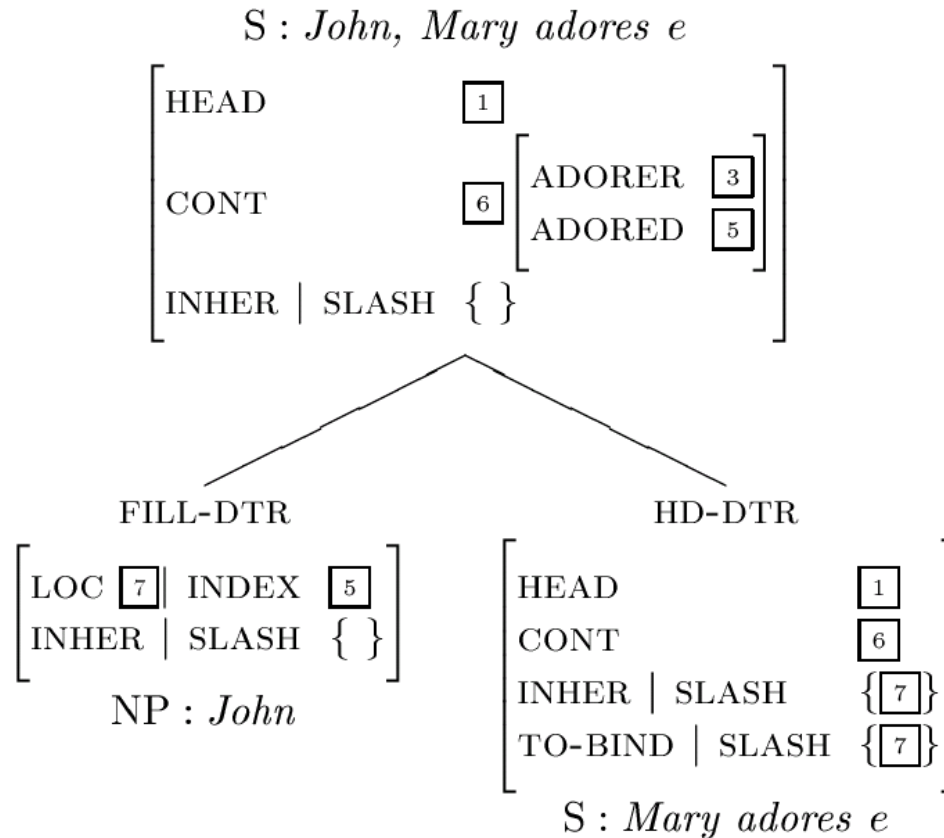 S : John, Mary adores e
HEAD 1
ADORER 3
CONT 6
ADORED 5
INHER | SLASH { }
FILL-DTR HD-DTR
LOC 7 | INDEX 5
INHER | SLASH { }
NP : John
HEAD 1
CONT 6
INHER | SLASH {7}
TO-BIND | SLASH {7}
S : Mary adores e